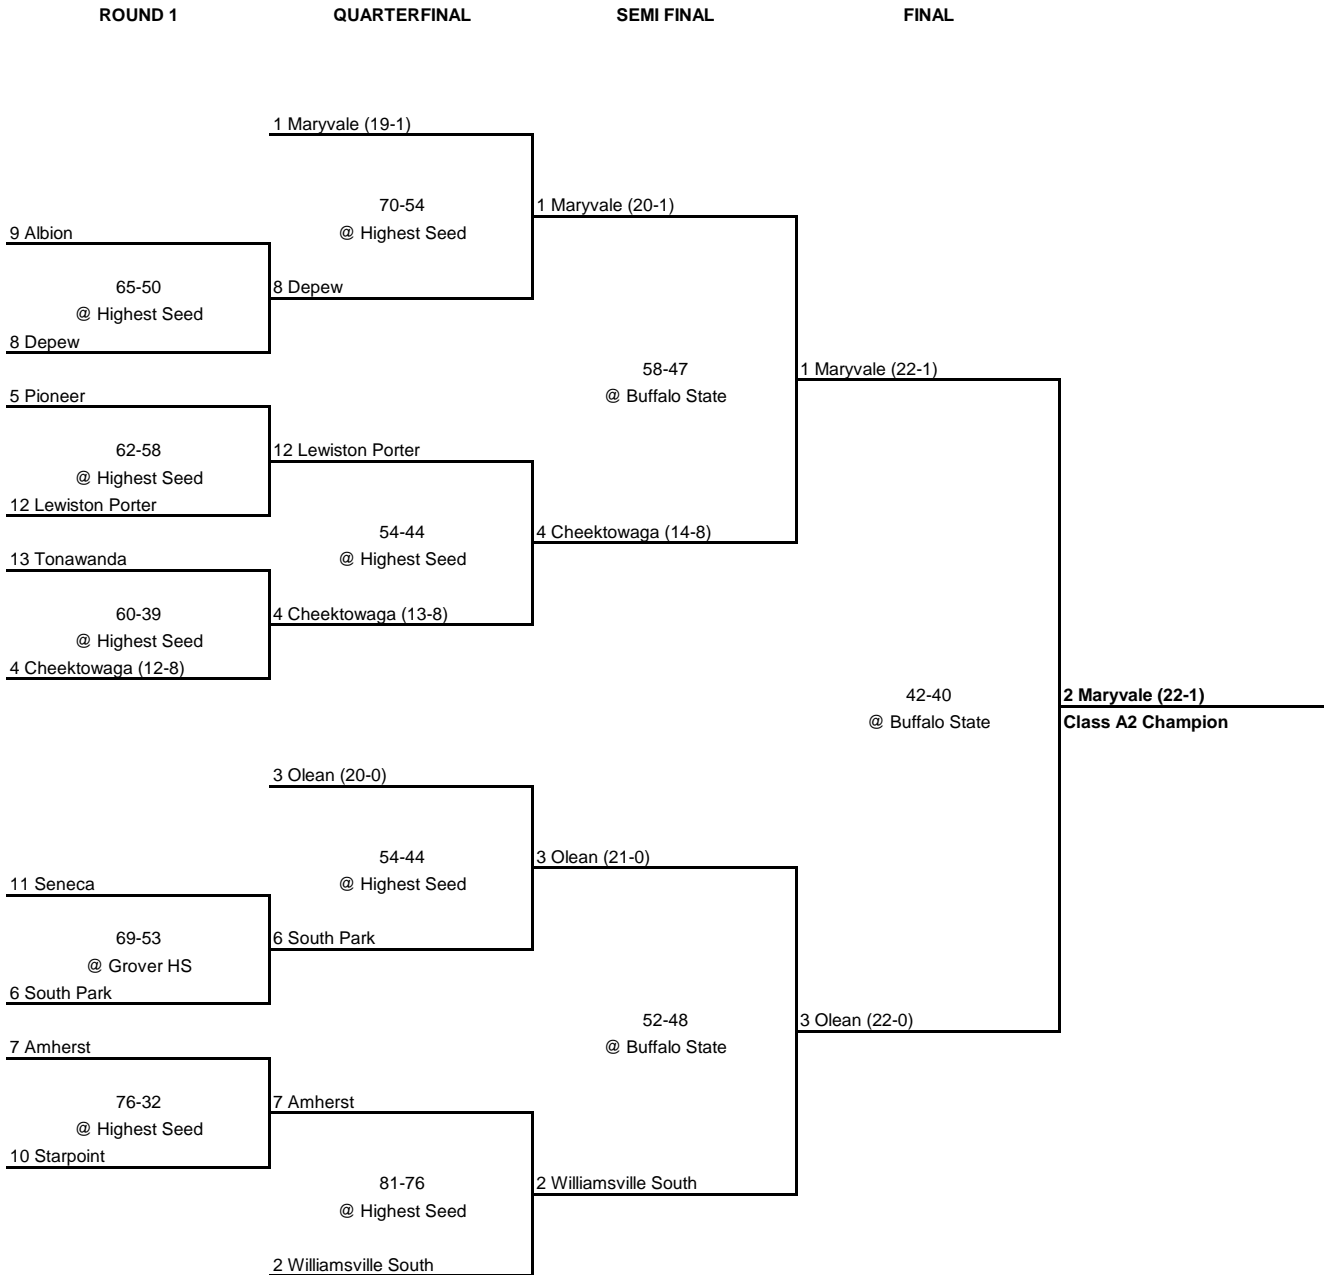 ROUND 1 QUARTERFINAL SEMI FINAL FINAL
1 Maryvale (19-1)
70-54
@ Highest Seed
1 Maryvale (20-1)
9 Albion
65-50
@ Highest Seed
8 Depew
8 Depew
58-47
@ Buffalo State
1 Maryvale (22-1)
5 Pioneer
62-58
@ Highest Seed
12 Lewiston Porter
12 Lewiston Porter
54-44
@ Highest Seed
4 Cheektowaga (14-8)
13 Tonawanda
60-39
@ Highest Seed
4 Cheektowaga (13-8)
4 Cheektowaga (12-8)
42-40
@ Buffalo State
2 Maryvale (22-1)
Class A2 Champion
3 Olean (20-0)
54-44
@ Highest Seed
3 Olean (21-0)
11 Seneca
69-53
@ Grover HS
6 South Park
6 South Park
52-48
@ Buffalo State
3 Olean (22-0)
7 Amherst
76-32
@ Highest Seed
7 Amherst
10 Starpoint
81-76
@ Highest Seed
2 Williamsville South
2 Williamsville South